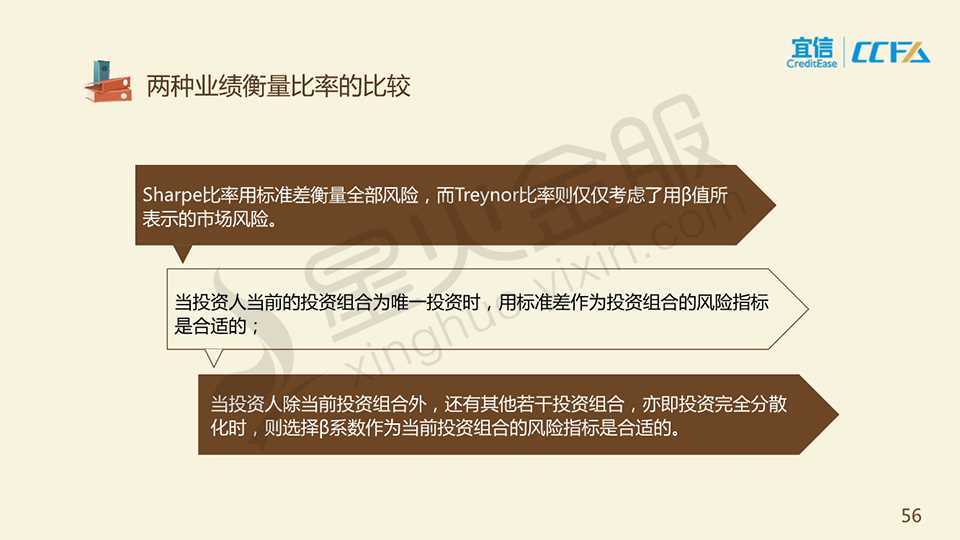 宜信
CreditEase
CCFA
两种业绩衡量比率的比较
Sharpe比率用标准差衡量全部风险，而Treynor比率则仅仅考虑了用β值所
表示的市场风险。
当投资人当前的投资组合为唯一投资时，用标准差作为投资组合的风险指标
是合适的；
当投资人除当前投资组合外，还有其他若干投资组合，亦即投资完全分散
化时，则选择β系数作为当前投资组合的风险指标是合适的。
星火金服
xinghuo.yixin.com
56